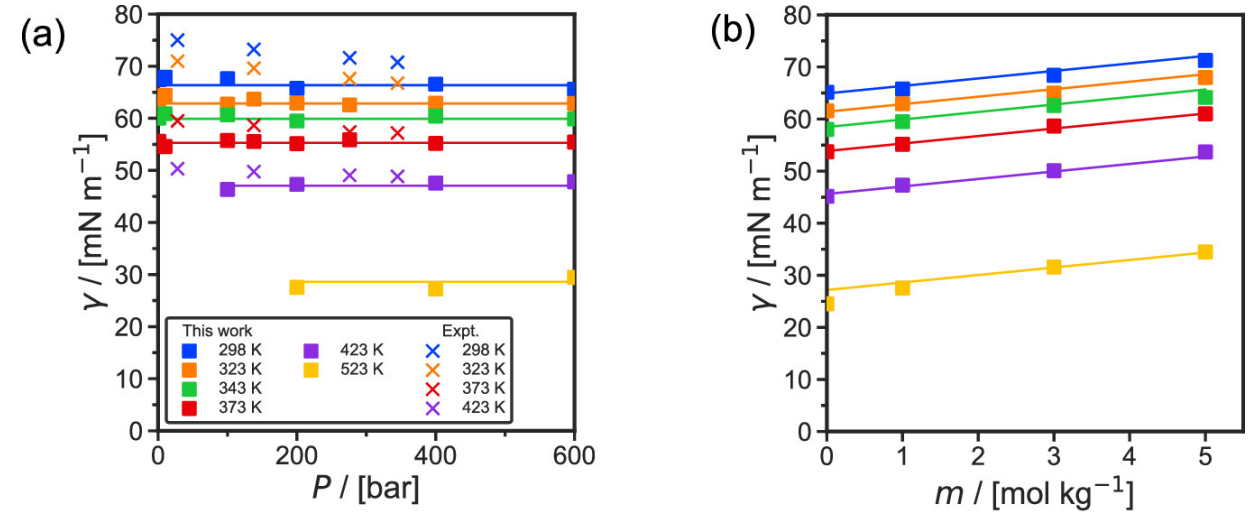 (a)
80
70
60
50
40
30
20
10
0
γ / [mN m⁻¹]
This work
Expt.
298 K
423 K
298 K
323 K
523 K
323 K
343 K
373 K
373 K
423 K
0
200
400
600
P / [bar]
(b)
80
70
60
50
40
30
20
10
0
γ / [mN m⁻¹]
0
1
2
3
4
5
m / [mol kg⁻¹]